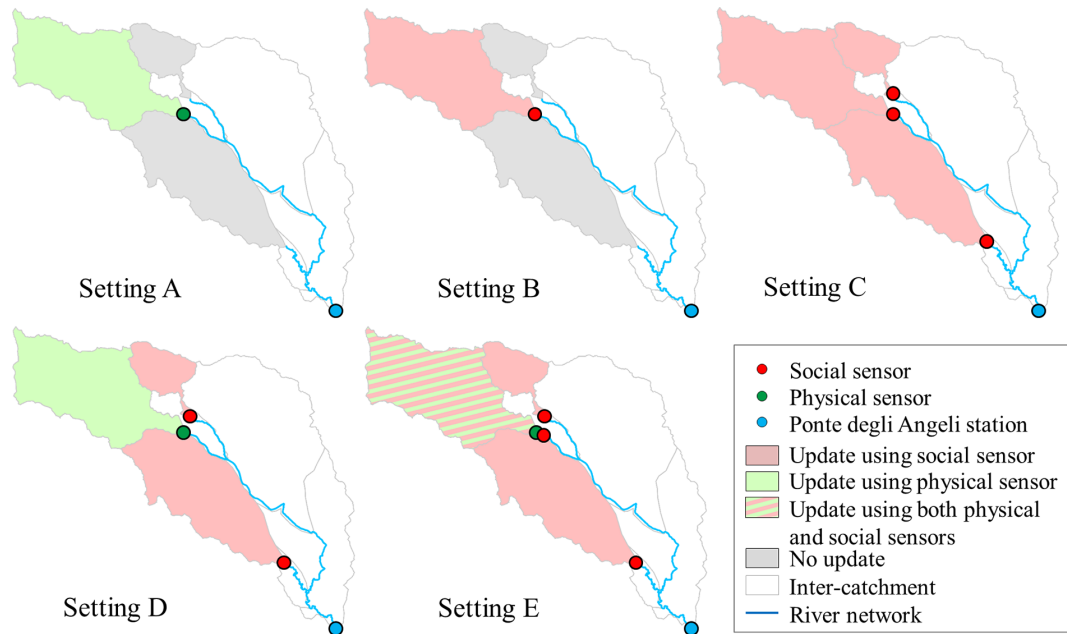 Setting A
Setting B
Setting C
Setting D
Setting E
Social sensor
Physical sensor
Ponte degli Angeli station
Update using social sensor
Update using physical sensor
Update using both physical
and social sensors
No update
Inter-catchment
River network